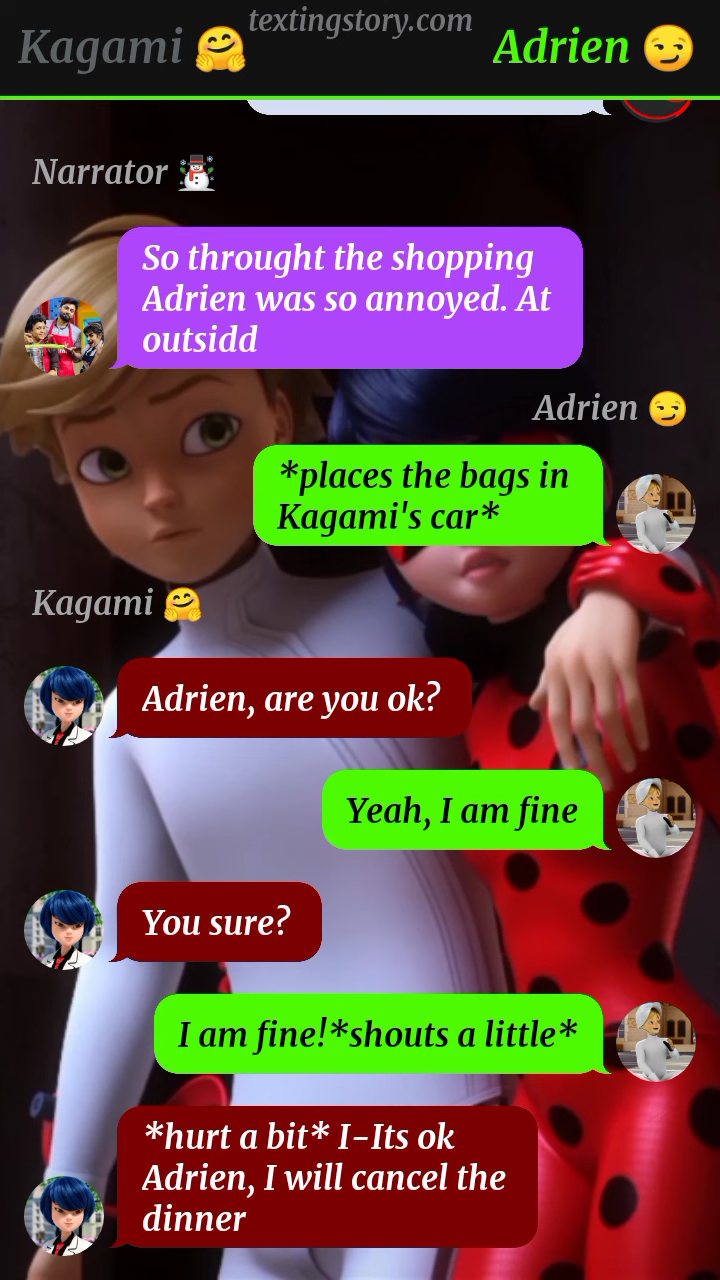 textingstory.com
Kagami 🤗 Adrien 😏
Narrator ☃️
So throught the shopping
Adrien was so annoyed. At
outsidd
Adrien 😏
*places the bags in
Kagami's car*
Kagami 🤗
Adrien, are you ok?
Yeah, I am fine
You sure?
I am fine!*shouts a little*
*hurt a bit* I-Its ok
Adrien, I will cancel the
dinner